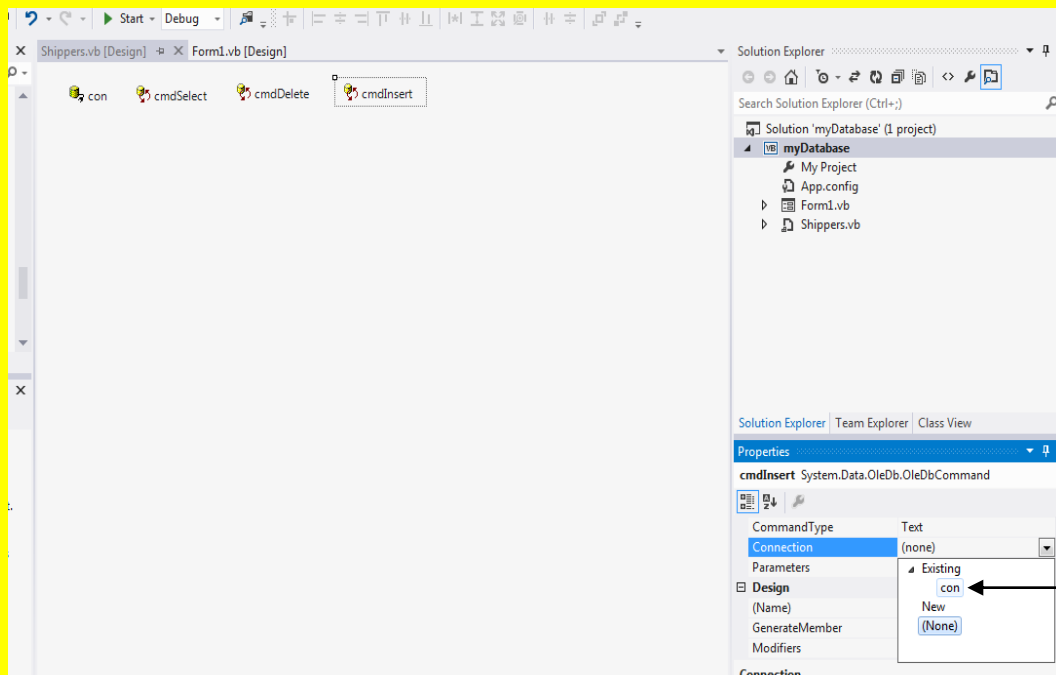 Start Debug
Shippers.vb [Design] Form1.vb [Design]
con cmdSelect cmdDelete cmdInsert
Solution Explorer
Search Solution Explorer (Ctrl+;)
Solution 'myDatabase' (1 project)
VB myDatabase
My Project
App.config
Form1.vb
Shippers.vb
Solution Explorer Team Explorer Class View
Properties
cmdInsert System.Data.OleDb.OleDbCommand
CommandType Text
Connection (none)
Parameters
Existing
Design
con
(Name)
New
GenerateMember
(None)
Modifiers
Connection
t.